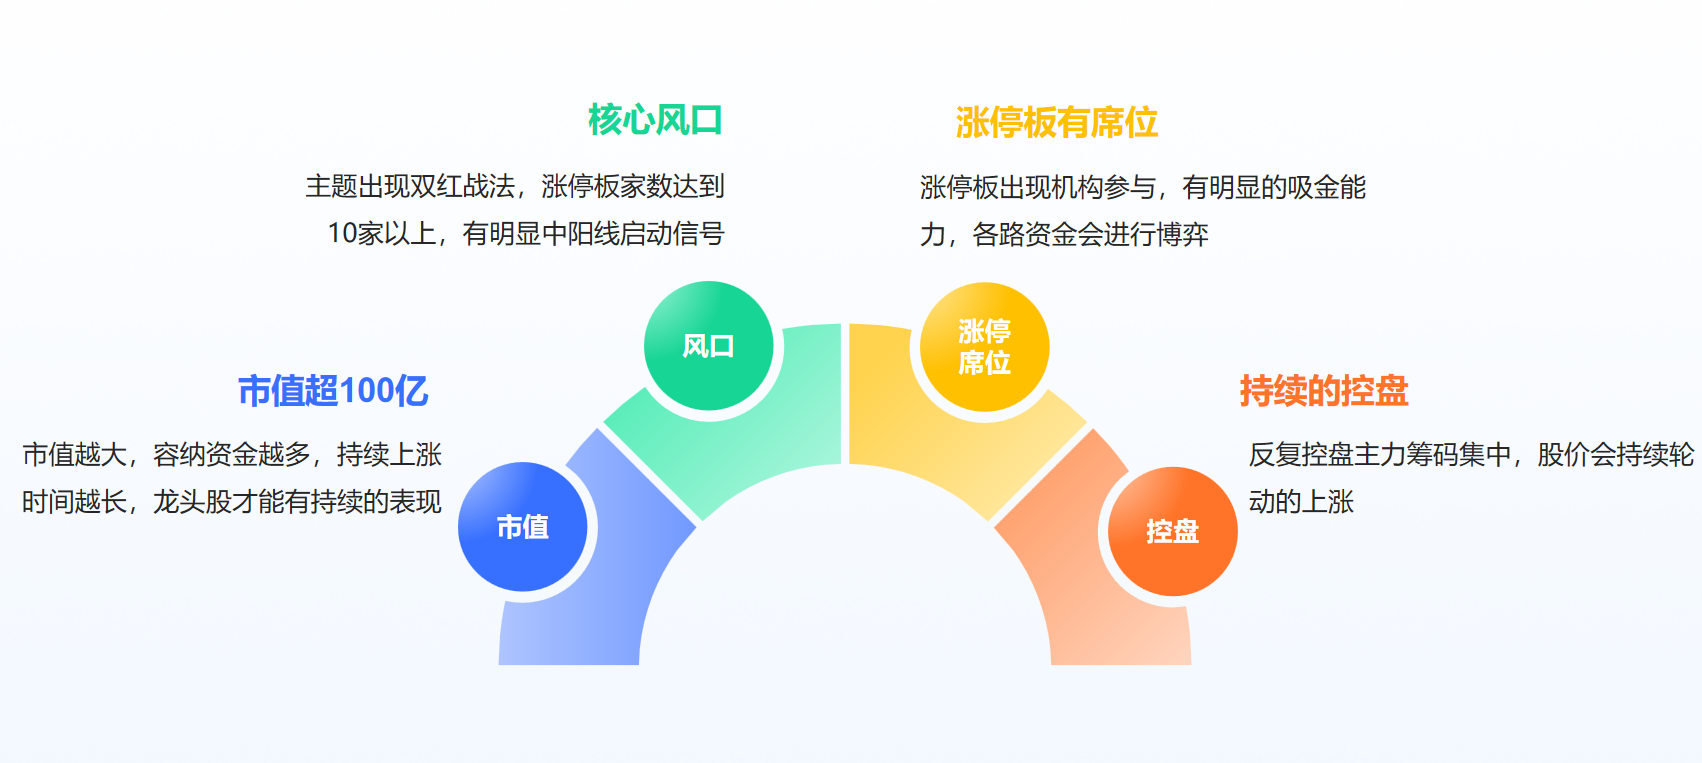 核心风口
主题出现双红战法，涨停板家数达到
10家以上，有明显中阳线启动信号
涨停板有席位
涨停板出现机构参与，有明显的吸金能
力，各路资金会进行博弈
风口
涨停
席位
市值超100亿
市值越大，容纳资金越多，持续上涨
时间越长，龙头股才能有持续的表现
市值
持续的控盘
反复控盘主力筹码集中，股价会持续轮
动的上涨
控盘